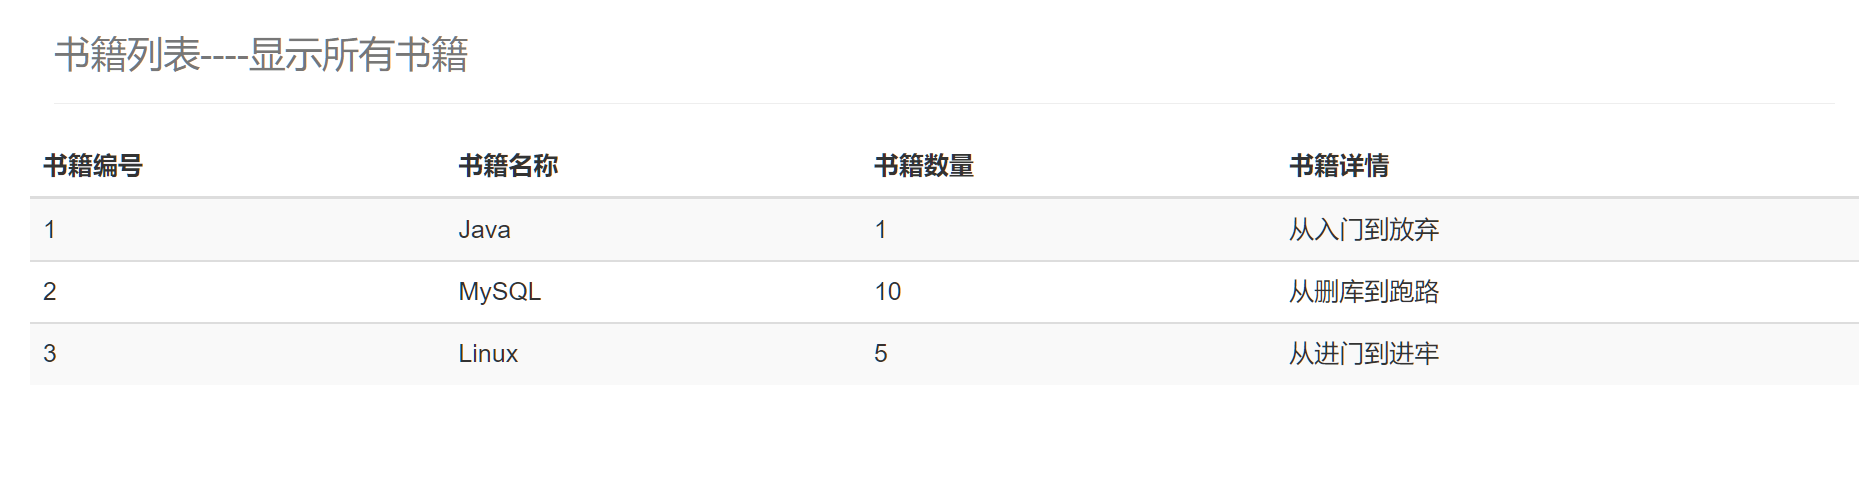 书籍列表----显示所有书籍
书籍编号 书籍名称 书籍数量 书籍详情
1 Java 1 从入门到放弃
2 MySQL 10 从删库到跑路
3 Linux 5 从进门到进牢